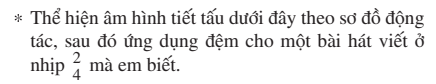 * Thể hiện âm hình tiết tấu dưới đây theo sơ đồ động
tác, sau đó ứng dụng đệm cho một bài hát viết ở
nhịp 2/4 mà em biết.